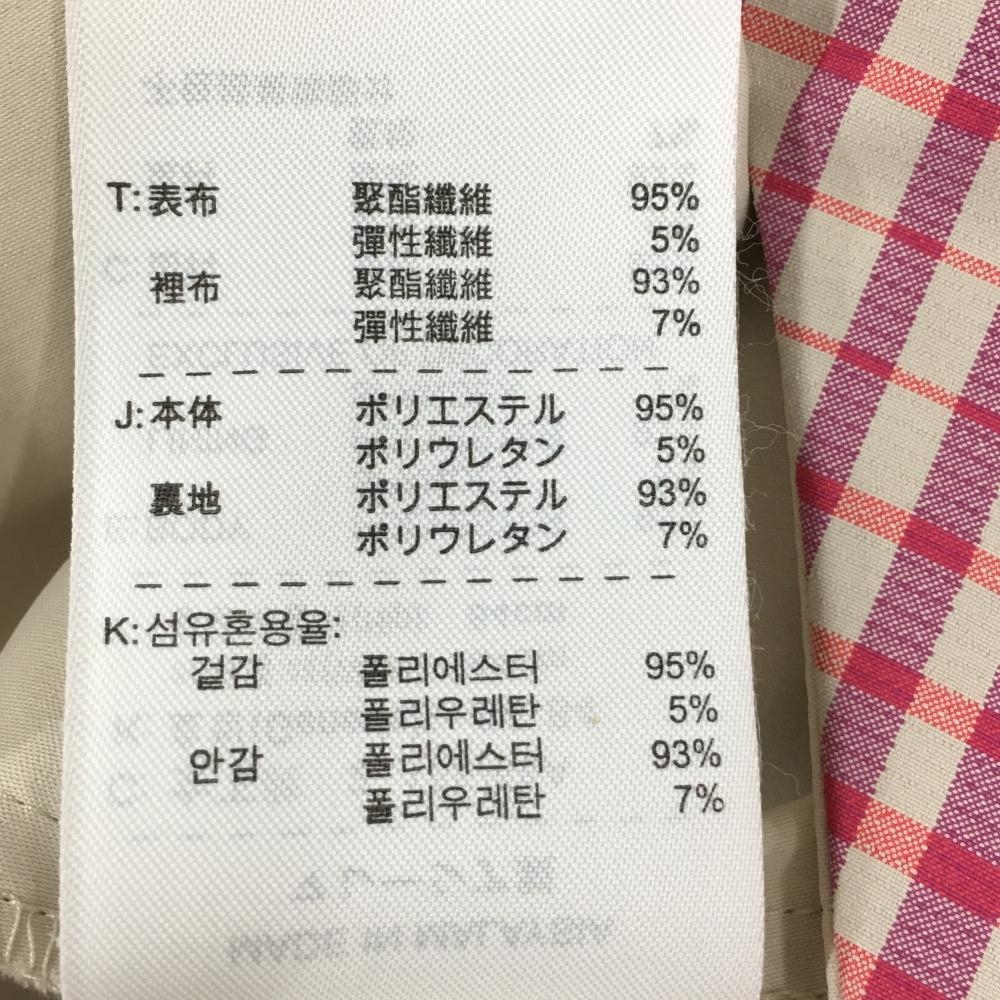 T: 表布 聚酯纖維 95%
彈性纖維 5%
裡布 聚酯纖維 93%
彈性纖維 7%
J: 本体 ポリエステル 95%
ポリウレタン 5%
裏地 ポリエステル 93%
ポリウレタン 7%
K: 섬유혼용율:
겉감 폴리에스터 95%
폴리우레탄 5%
안감 폴리에스터 93%
폴리우레탄 7%
MADE IN MALAYSIA